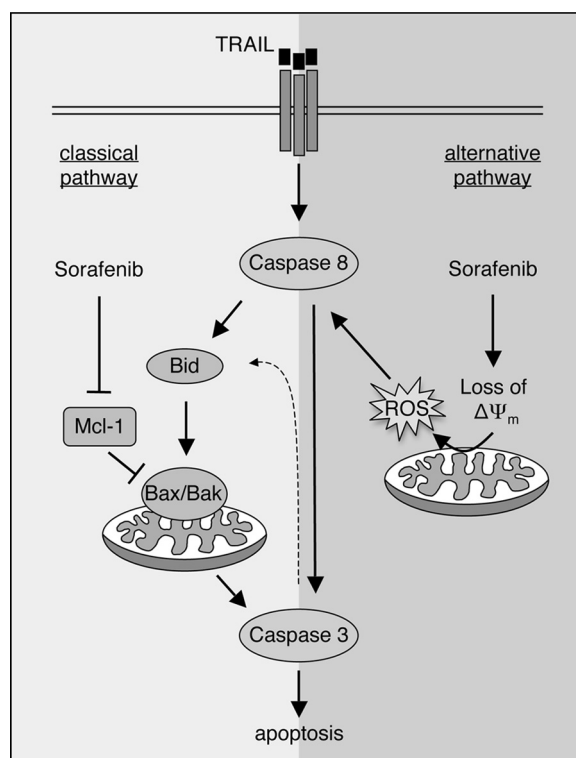 TRAIL
classical
pathway
alternative
pathway
Caspase 8
Sorafenib
Sorafenib
Bid
ROS
Loss of
ΔΨm
Mcl-1
Bax/Bak
Caspase 3
apoptosis